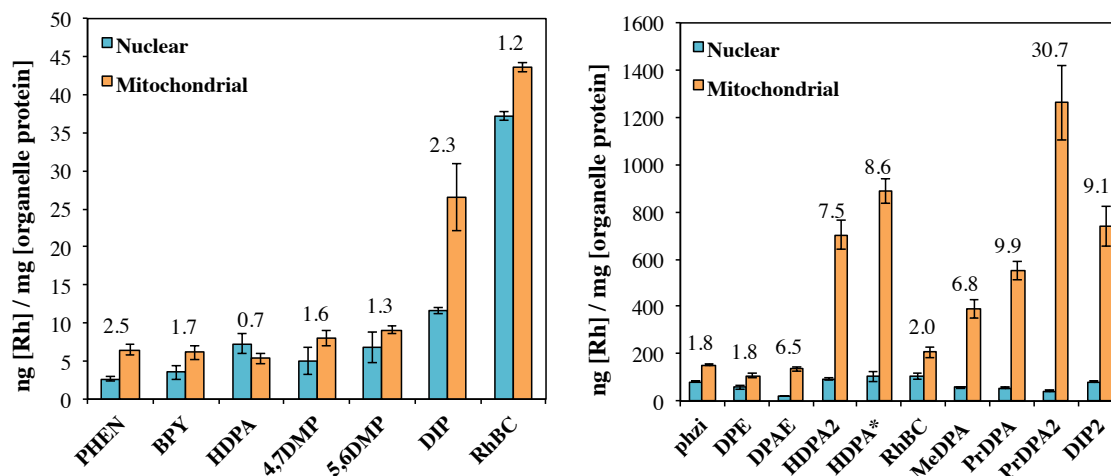 ng [Rh] / mg [organelle protein]
50
45
40
35
30
25
20
15
10
5
0
Nuclear
Mitochondrial
2.5
1.7
0.7
1.6
1.3
2.3
1.2
PHEN
BPY
HDPA
4,7DMP
5,6DMP
DIP
RhBC
ng [Rh] / mg [organelle protein]
1600
1400
1200
1000
800
600
400
200
0
Nuclear
Mitochondrial
1.8
1.8
6.5
7.5
8.6
2.0
6.8
9.9
30.7
9.1
phzi
DPE
DPAE
HDPA2
HDPA*
RhBC
MeDPA
PrDPA
PrDPA2
DIP2